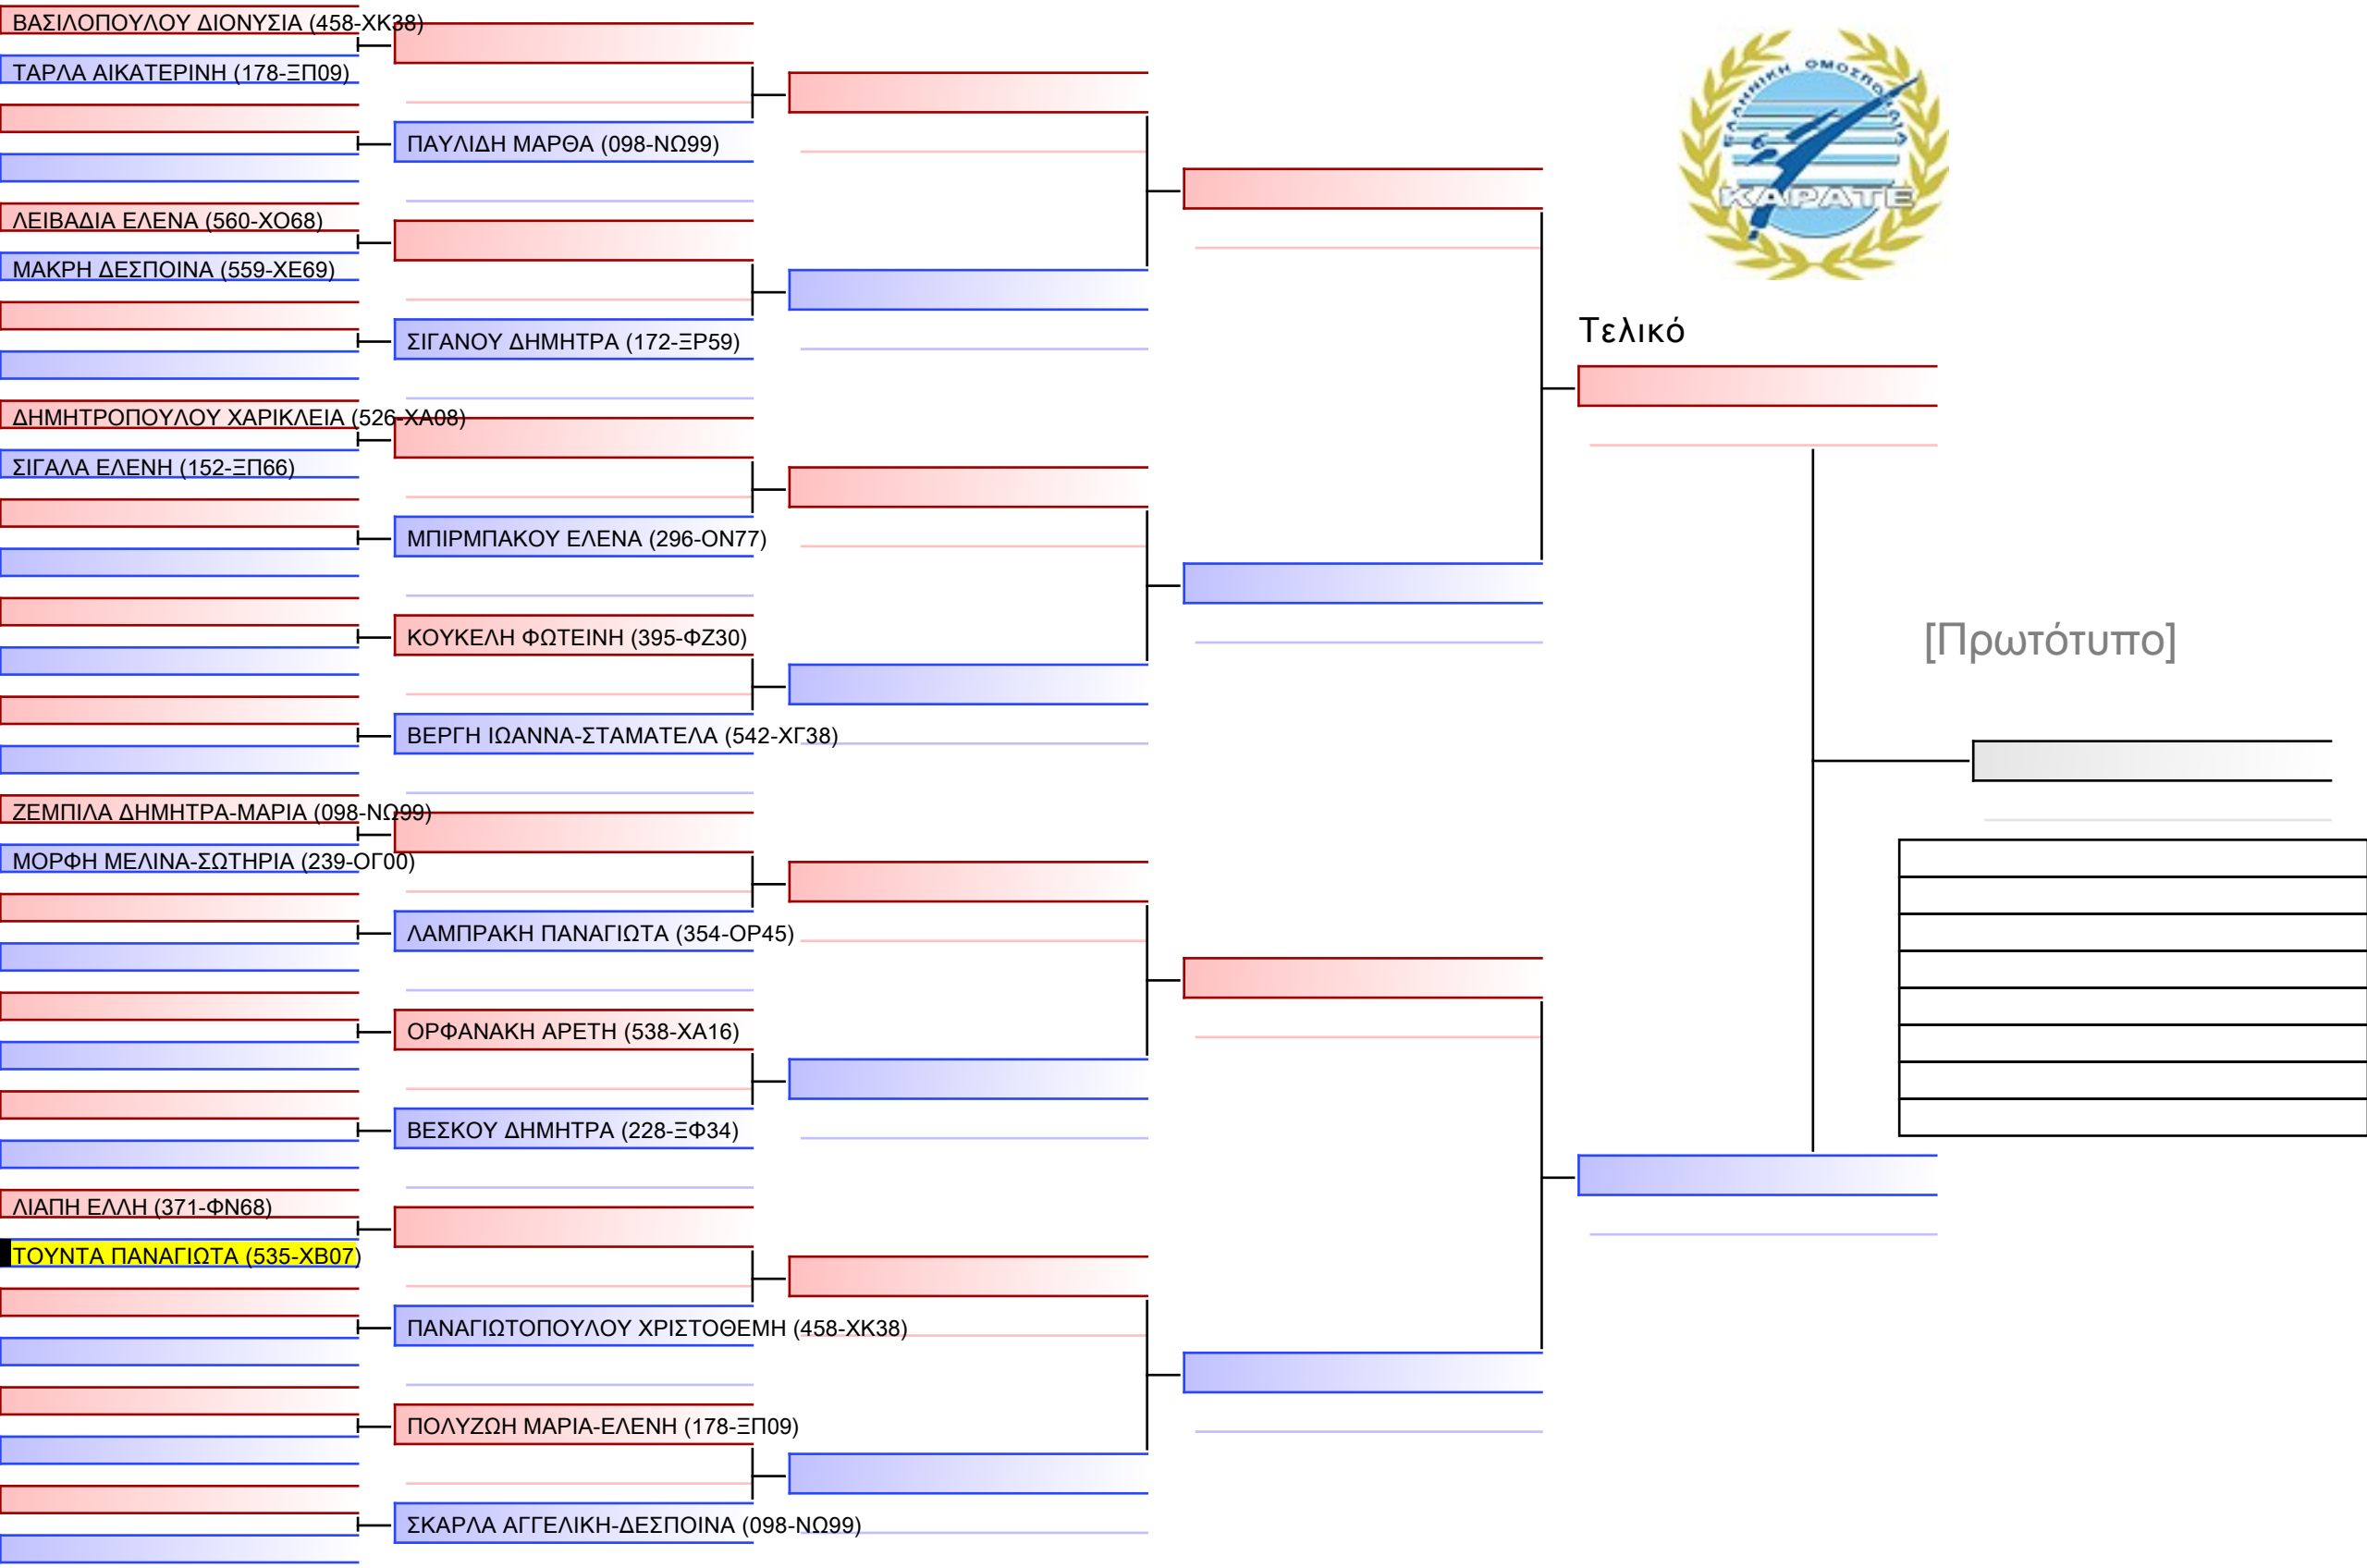 ΒΑΣΙΛΟΠΟΥΛΟΥ ΔΙΟΝΥΣΙΑ (458-ΧΚ38)
ΤΑΡΛΑ ΑΙΚΑΤΕΡΙΝΗ (178-ΞΠ09)
ΛΕΙΒΑΔΙΑ ΕΛΕΝΑ (560-ΧΟ68)
ΜΑΚΡΗ ΔΕΣΠΟΙΝΑ (559-ΧΕ69)
ΔΗΜΗΤΡΟΠΟΥΛΟΥ ΧΑΡΙΚΛΕΙΑ (526-ΧΑ08)
ΣΙΓΑΛΑ ΕΛΕΝΗ (152-ΞΠ66)
ΖΕΜΠΙΛΑ ΔΗΜΗΤΡΑ-ΜΑΡΙΑ (098-ΝΩ99)
ΜΟΡΦΗ ΜΕΛΙΝΑ-ΣΩΤΗΡΙΑ (239-ΟΓ00)
ΛΙΑΠΗ ΕΛΛΗ (371-ΦΝ68)
ΤΟΥΝΤΑ ΠΑΝΑΓΙΩΤΑ (535-ΧΒ07)
ΠΑΥΛΙΔΗ ΜΑΡΘΑ (098-ΝΩ99)
ΣΙΓΑΝΟΥ ΔΗΜΗΤΡΑ (172-ΞΡ59)
ΜΠΙΡΜΠΑΚΟΥ ΕΛΕΝΑ (296-ΟΝ77)
ΚΟΥΚΕΛΗ ΦΩΤΕΙΝΗ (395-ΦΖ30)
ΒΕΡΓΗ ΙΩΑΝΝΑ-ΣΤΑΜΑΤΕΛΑ (542-ΧΓ38)
ΛΑΜΠΡΑΚΗ ΠΑΝΑΓΙΩΤΑ (354-ΟΡ45)
ΟΡΦΑΝΑΚΗ ΑΡΕΤΗ (538-ΧΑ16)
ΒΕΣΚΟΥ ΔΗΜΗΤΡΑ (228-ΞΦ34)
ΠΑΝΑΓΙΩΤΟΠΟΥΛΟΥ ΧΡΙΣΤΟΘΕΜΗ (458-ΧΚ38)
ΠΟΛΥΖΩΗ ΜΑΡΙΑ-ΕΛΕΝΗ (178-ΞΠ09)
ΣΚΑΡΛΑ ΑΓΓΕΛΙΚΗ-ΔΕΣΠΟΙΝΑ (098-ΝΩ99)
ΕΛΛΗΝΙΚΗ ΟΜΟΣΠΟΝΔΙΑ
ΚΑΡΑΤΕ
Τελικό
[Πρωτότυπο]